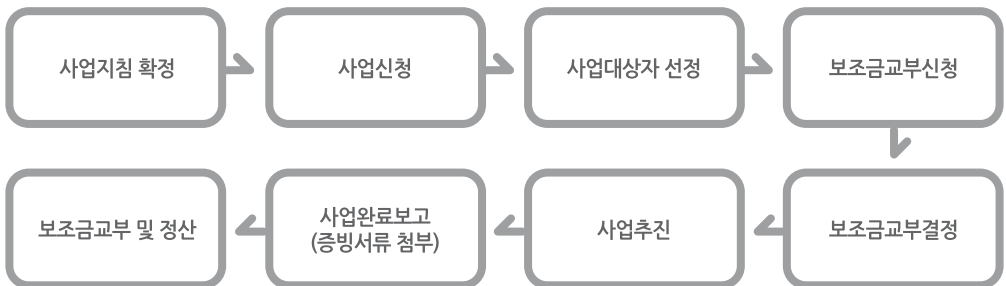 사업지침 확정
사업신청
사업대상자 선정
보조금교부신청
보조금교부결정
사업추진
사업완료보고
(증빙서류 첨부)
보조금교부 및 정산